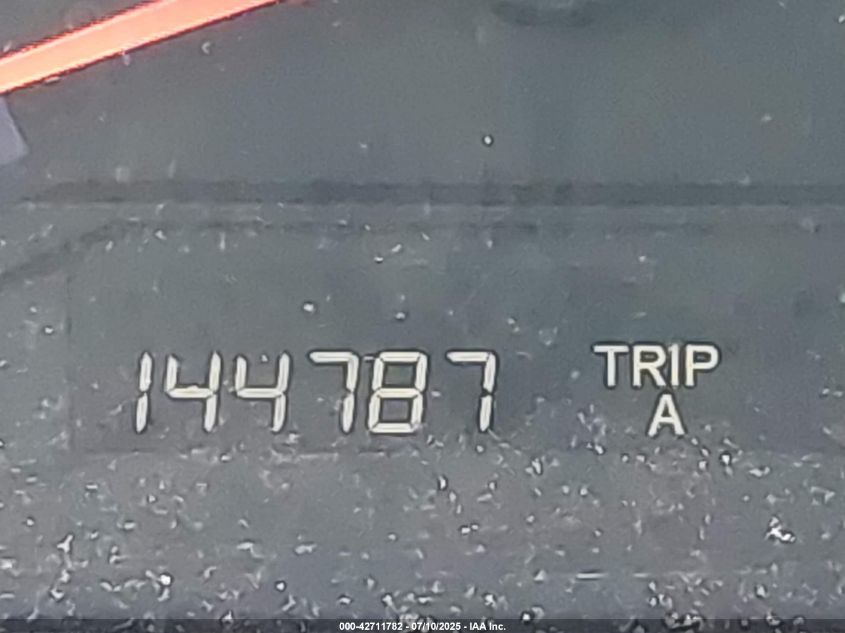 144787 TRIP
A
000-42711782 - 07/10/2025 - IAA Inc.